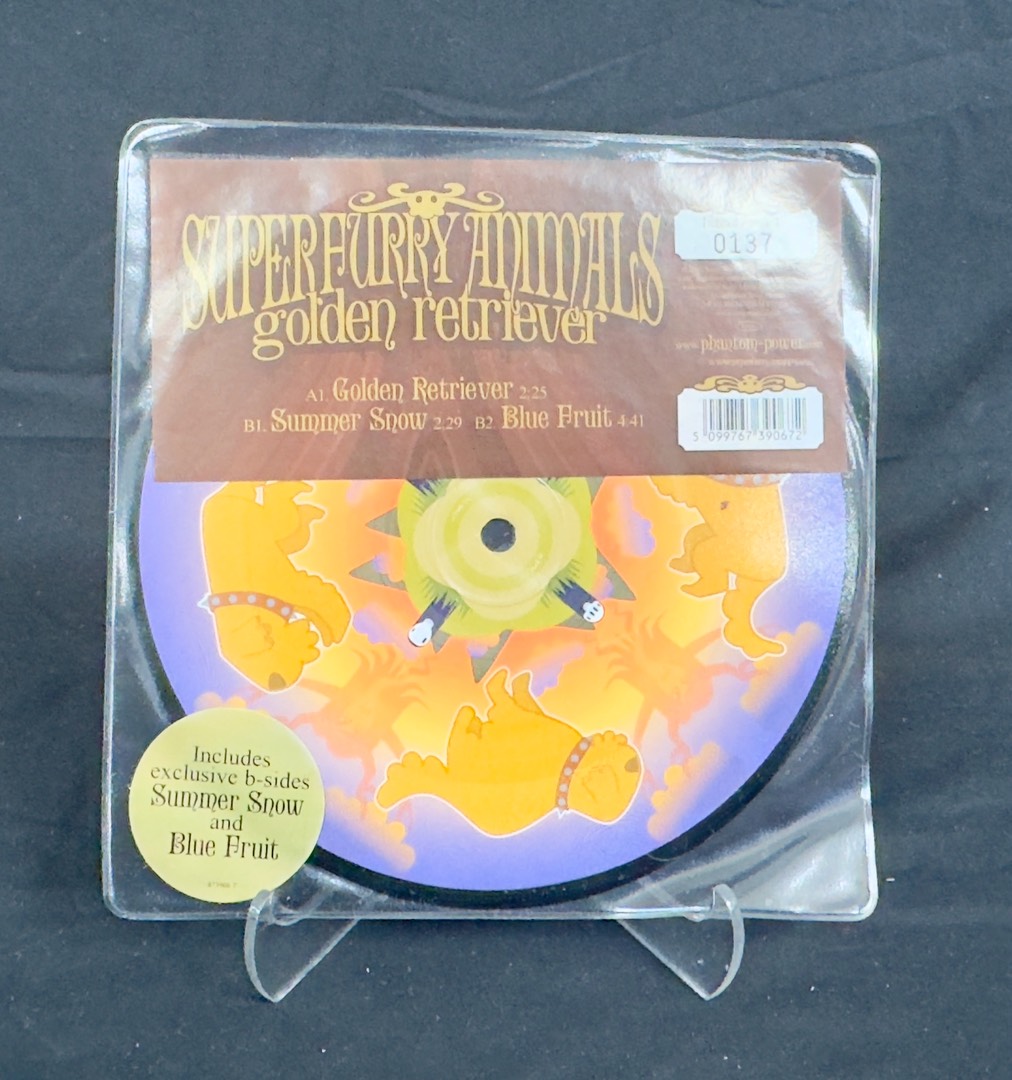 SUPER FURRY ANIMALS
golden retriever
0137
www.phantom-power.com
A1. Golden Retriever 2:25
B1. Summer Snow 2:29 B2. Blue Fruit 4:41
5 099767 390672
Includes
exclusive b-sides
Summer Snow
and
Blue Fruit